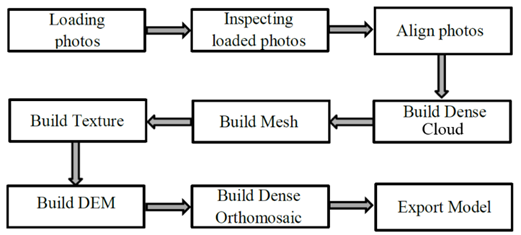 Loading
photos
Inspecting
loaded photos
Align photos
Build Dense
Cloud
Build Mesh
Build Texture
Build DEM
Build Dense
Orthomosaic
Export Model